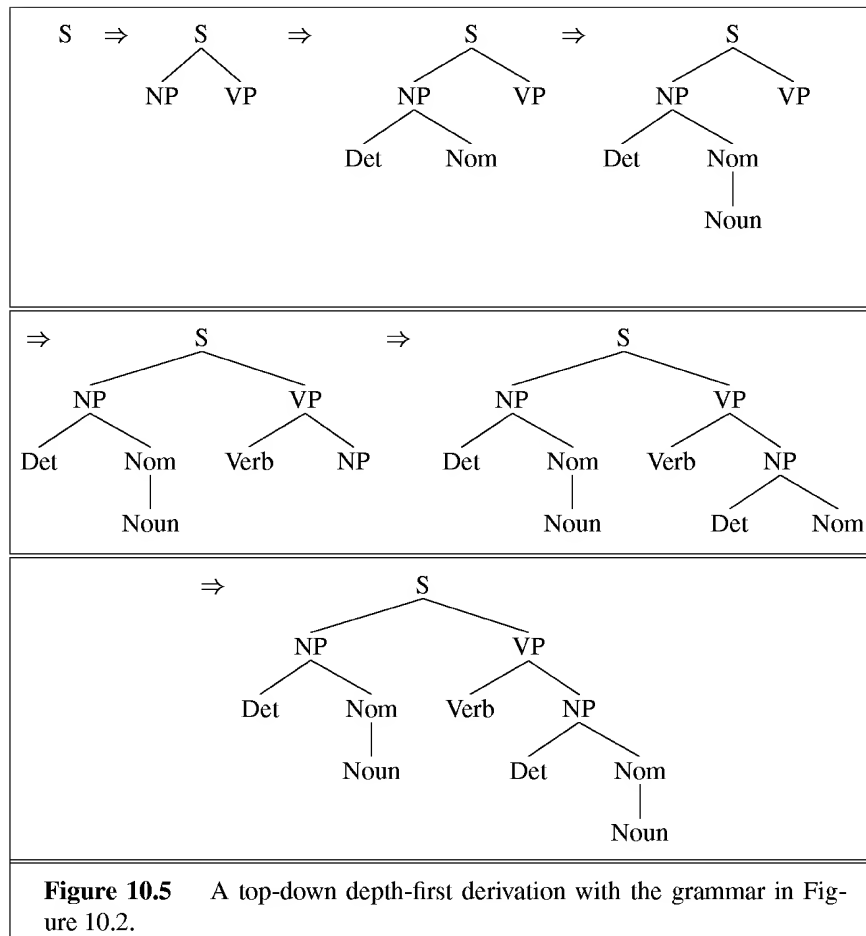 S ⇒ S ⇒ S ⇒ S
NP VP NP VP NP VP
Det Nom Det Nom
Noun
⇒ S ⇒ S
NP VP NP VP
Det Nom Verb NP Det Nom Verb NP
Noun Noun Det Nom
⇒ S
NP VP
Det Nom Verb NP
Noun Det Nom
Noun
Figure 10.5 A top-down depth-first derivation with the grammar in Fig-
ure 10.2.